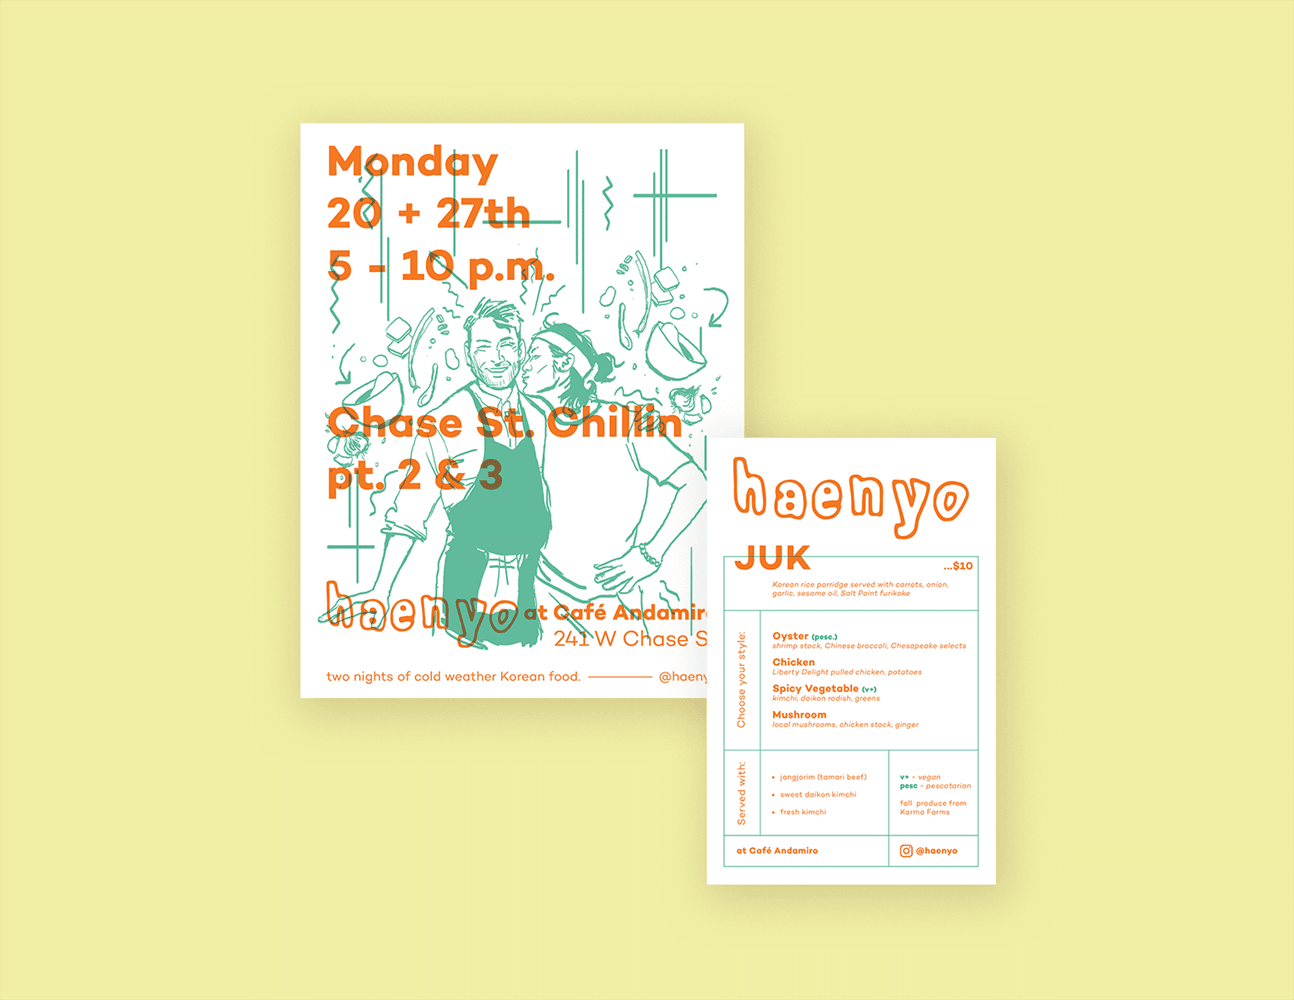 Monday
20 + 27th
5 - 10 p.m.
Chase St. Chillin
pt. 2 & 3
haenyo at Café Andamiro
241 W Chase S
two nights of cold weather Korean food.
@haeny
haenyo
JUK
...$10
Korean rice porridge served with carrots, onion,
garlic, sesame oil, Salt Point furikake
Choose your style:
Oyster (pesc.)
shrimp stock, Chinese broccoli, Chesapeake selects
Chicken
Liberty Delight pulled chicken, potatoes
Spicy Vegetable (v+)
kimchi, daikon radish, greens
Mushroom
local mushrooms, chicken stock, ginger
Served with:
• jangjorim (tamari beef)
• sweet daikon kimchi
• fresh kimchi
v+ - vegan
pesc - pescatarian
fall produce from
Karma Farms
at Café Andamiro
@haenyo